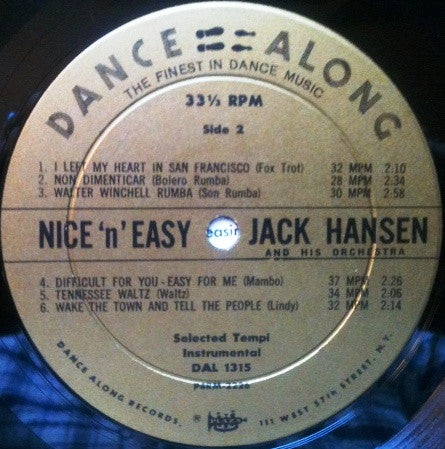 DANCE ALONG
THE FINEST IN DANCE MUSIC
33⅓ RPM
Side 2
1. I LEFT MY HEART IN SAN FRANCISCO (Fox Trot) 32 MPM 2:10
2. NON DIMENTICAR (Bolero Rumba) 28 MPM 2:34
3. WALTER WINCHELL RUMBA (Son Rumba) 30 MPM 2:58
NICE 'n' EASY JACK HANSEN
AND HIS ORCHESTRA
4. DIFFICULT FOR YOU - EASY FOR ME (Mambo) 37 MPM 2:26
5. TENNESSEE WALTZ (Waltz) 34 MPM 2:06
6. WAKE THE TOWN AND TELL THE PEOPLE (Lindy) 32 MPM 2:14
Selected Tempi
Instrumental
DAL 1315
P4RM-2226
DANCE ALONG RECORDS, 111 WEST 57TH STREET, N.Y.